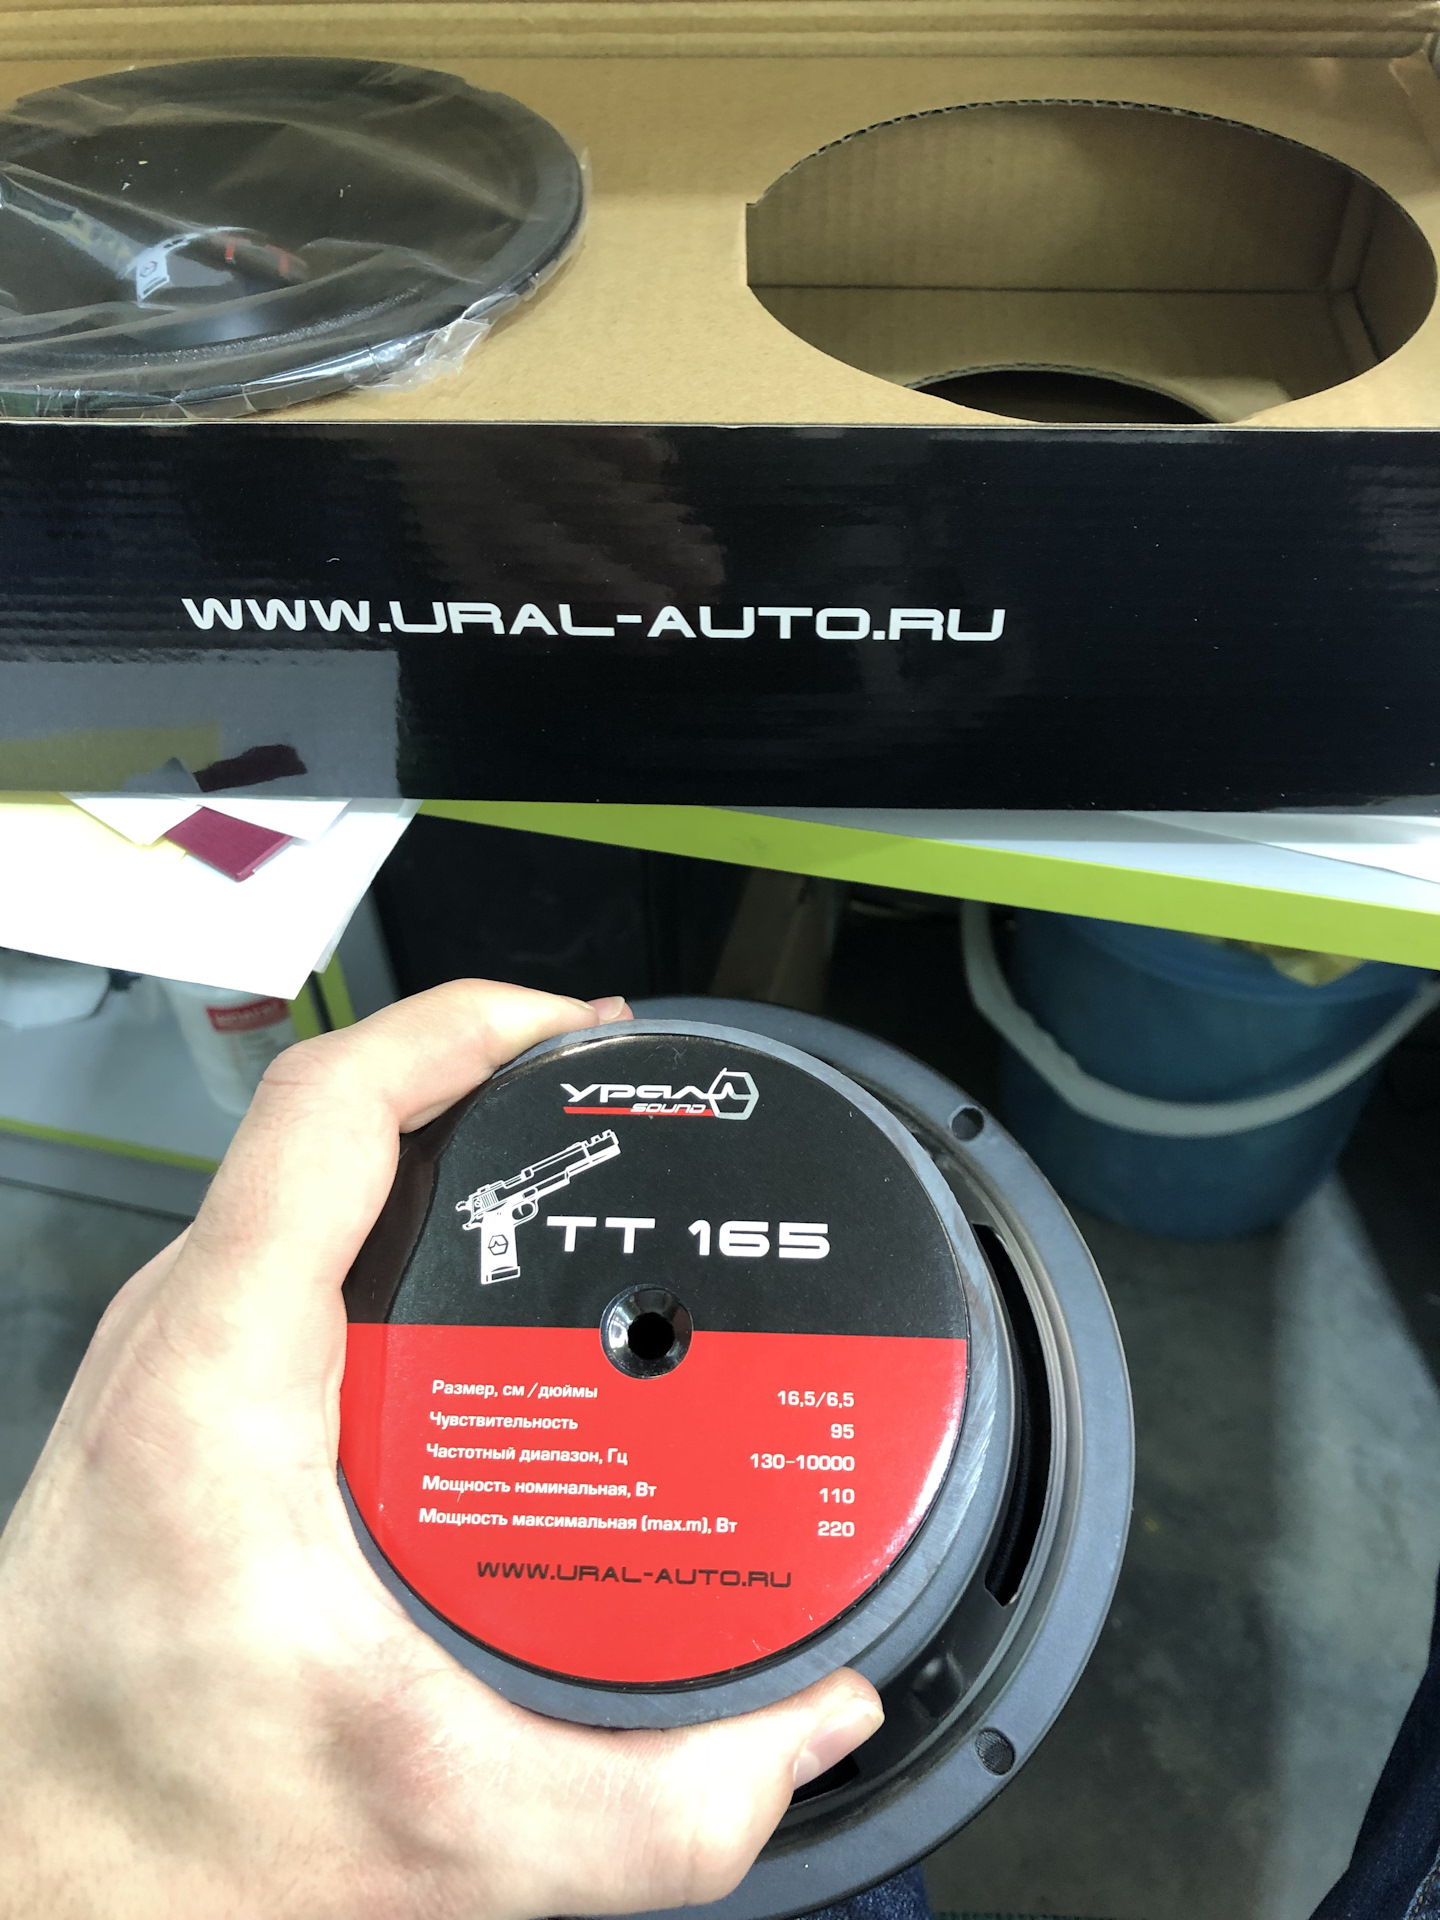 WWW.URAL-AUTO.RU
Урал
SOUND
ТТ 165
Размер, см/дюймы 16,5/6,5
Чувствительность 95
Частотный диапазон, Гц 130-10000
Мощность номинальная, Вт 110
Мощность максимальная (max.m), Вт 220
WWW.URAL-AUTO.RU